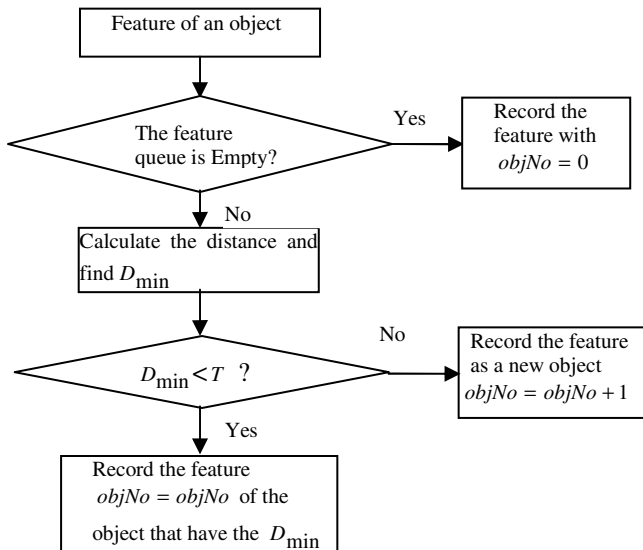 Feature of an object
The feature
queue is Empty?
Yes
Record the
feature with
objNo = 0
No
Calculate the distance and
find Dmin
Dmin < T ?
No
Record the feature
as a new object
objNo = objNo + 1
Yes
Record the feature
objNo = objNo of the
object that have the Dmin